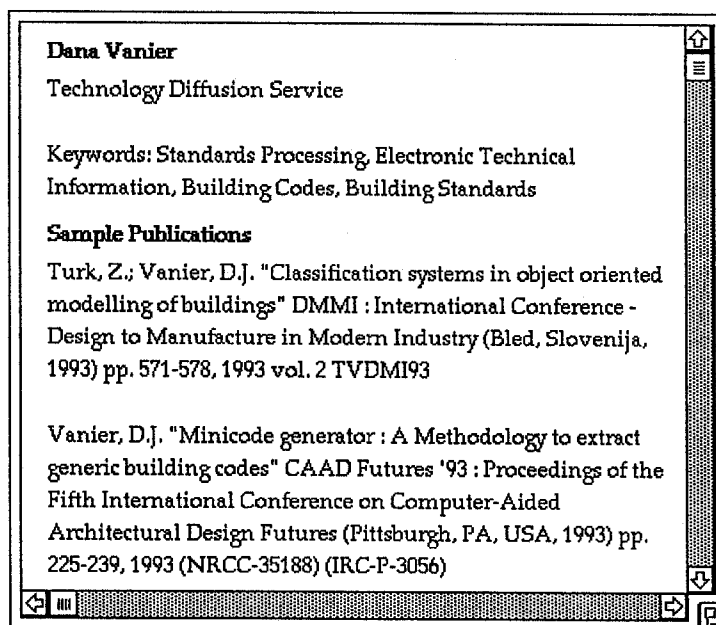 Dana Vanier
Technology Diffusion Service
Keywords: Standards Processing, Electronic Technical
Information, Building Codes, Building Standards
Sample Publications
Turk, Z.; Vanier, D.J. "Classification systems in object oriented
modelling of buildings" DMMI : International Conference -
Design to Manufacture in Modern Industry (Bled, Slovenija,
1993) pp. 571-578, 1993 vol. 2 TVDMI93
Vanier, D.J. "Minicode generator : A Methodology to extract
generic building codes" CAAD Futures '93 : Proceedings of the
Fifth International Conference on Computer-Aided
Architectural Design Futures (Pittsburgh, PA, USA, 1993) pp.
225-239, 1993 (NRCC-35188) (IRC-P-3056)